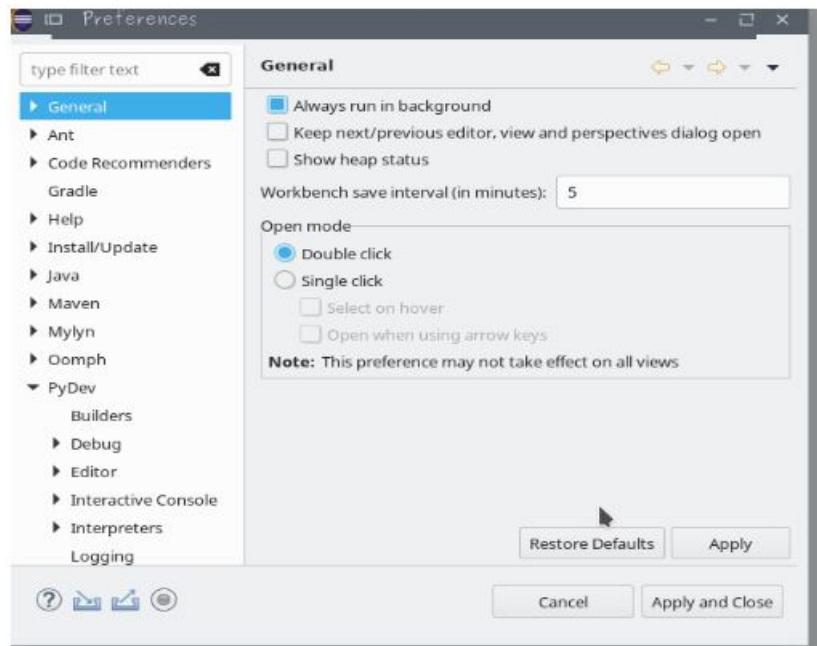 Preferences
type filter text
General
Ant
Code Recommenders
Gradle
Help
Install/Update
Java
Maven
Mylyn
Oomph
PyDev
Builders
Debug
Editor
Interactive Console
Interpreters
Logging
General
Always run in background
Keep next/previous editor, view and perspectives dialog open
Show heap status
Workbench save interval (in minutes): 5
Open mode
Double click
Single click
Select on hover
Open when using arrow keys
Note: This preference may not take effect on all views
Restore Defaults Apply
Cancel Apply and Close